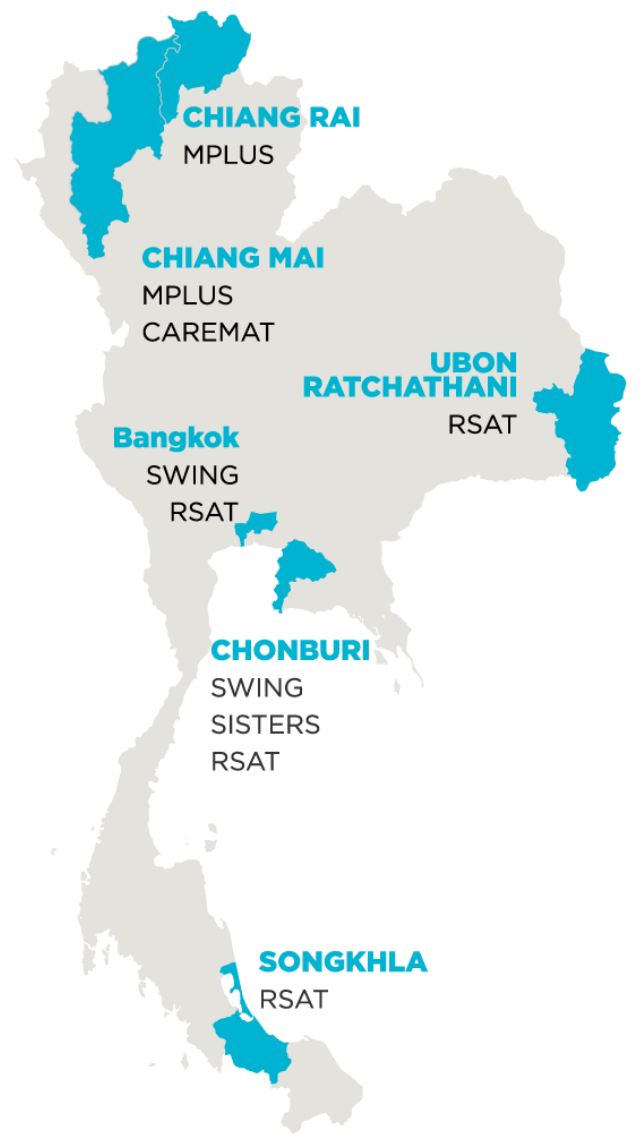 CHIANG RAI
MPLUS
CHIANG MAI
MPLUS
CAREMAT
UBON
RATCHATHANI
RSAT
Bangkok
SWING
RSAT
CHONBURI
SWING
SISTERS
RSAT
SONGKHLA
RSAT